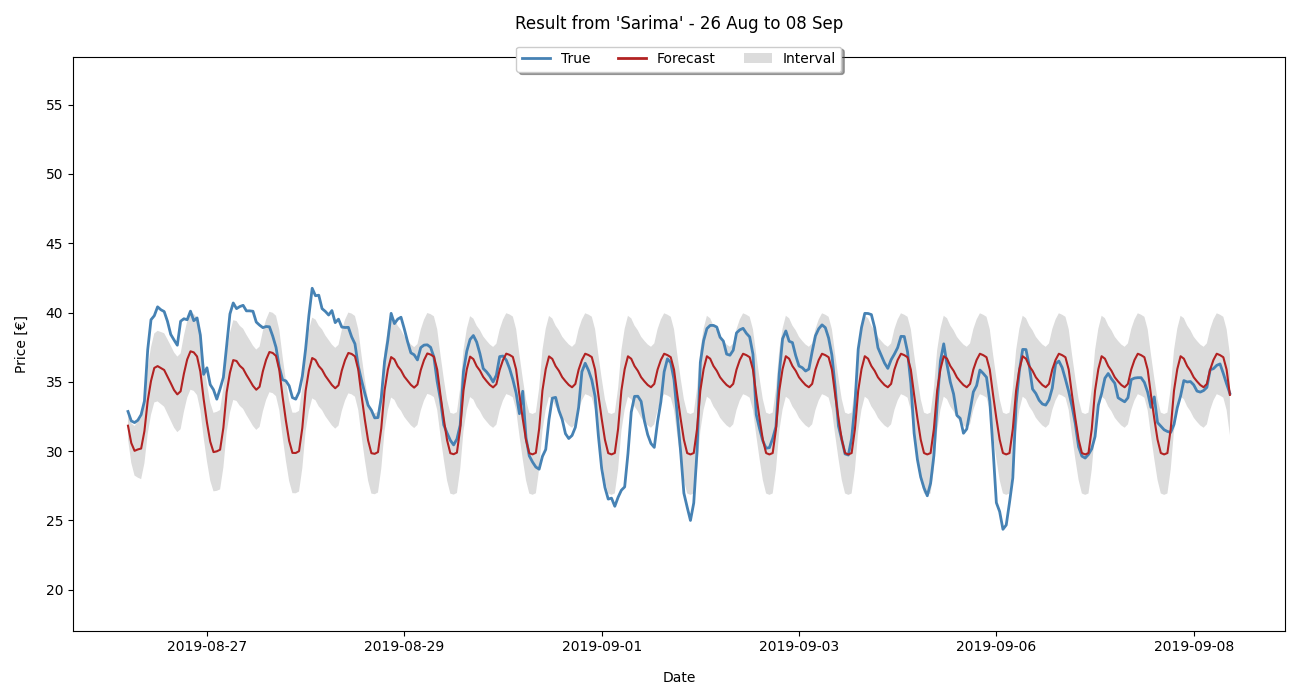 Result from 'Sarima' - 26 Aug to 08 Sep
True Forecast Interval
Price [€]
55
50
45
40
35
30
25
20
2019-08-27 2019-08-29 2019-09-01 2019-09-03 2019-09-06 2019-09-08
Date